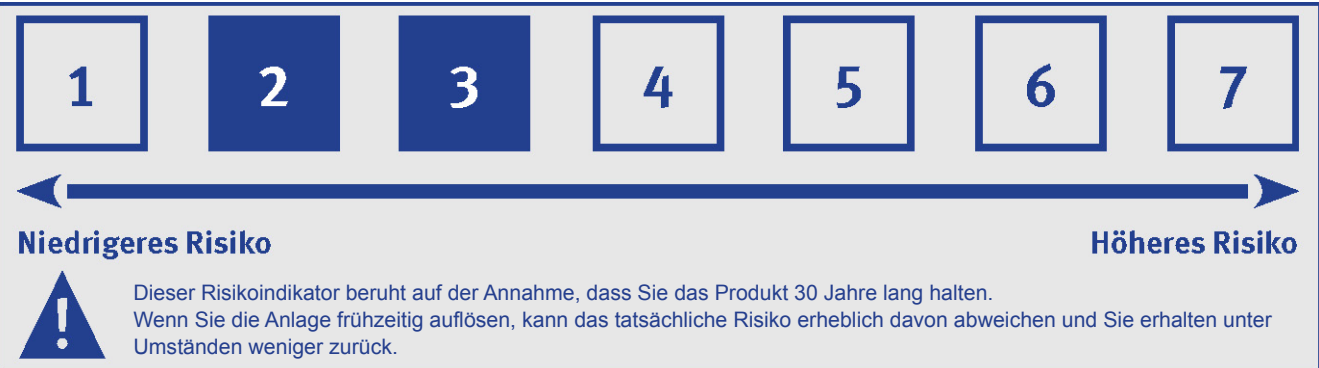 1 2 3 4 5 6 7
Niedrigeres Risiko Höheres Risiko
Dieser Risikoindikator beruht auf der Annahme, dass Sie das Produkt 30 Jahre lang halten.
Wenn Sie die Anlage frühzeitig auflösen, kann das tatsächliche Risiko erheblich davon abweichen und Sie erhalten unter
Umständen weniger zurück.